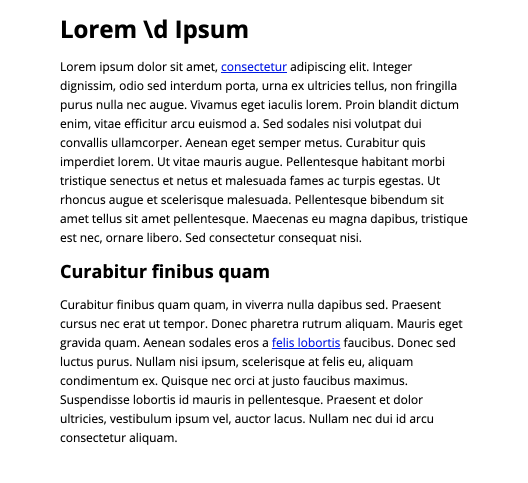 Lorem \d Ipsum
Lorem ipsum dolor sit amet, consectetur adipiscing elit. Integer
dignissim, odio sed interdum porta, urna ex ultricies tellus, non fringilla
purus nulla nec augue. Vivamus eget iaculis lorem. Proin blandit dictum
enim, vitae efficitur arcu euismod a. Sed sodales nisi volutpat dui
convallis ullamcorper. Aenean eget semper metus. Curabitur quis
imperdiet lorem. Ut vitae mauris augue. Pellentesque habitant morbi
tristique senectus et netus et malesuada fames ac turpis egestas. Ut
rhoncus augue et scelerisque malesuada. Pellentesque bibendum sit
amet tellus sit amet pellentesque. Maecenas eu magna dapibus, tristique
est nec, ornare libero. Sed consectetur consequat nisi.
Curabitur finibus quam
Curabitur finibus quam quam, in viverra nulla dapibus sed. Praesent
cursus nec erat ut tempor. Donec pharetra rutrum aliquam. Mauris eget
gravida quam. Aenean sodales eros a felis lobortis faucibus. Donec sed
luctus purus. Nullam nisi ipsum, scelerisque at felis eu, aliquam
condimentum ex. Quisque nec orci at justo faucibus maximus.
Suspendisse lobortis id mauris in pellentesque. Praesent et dolor
ultricies, vestibulum ipsum vel, auctor lacus. Nullam nec dui id arcu
consectetur aliquam.